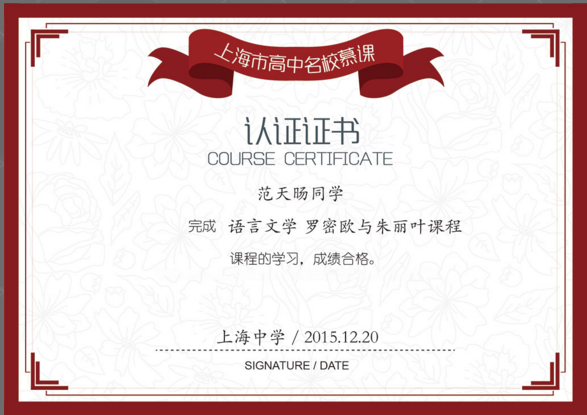 上海市高中名校慕课
认证证书
COURSE CERTIFICATE
范天旸同学
完成 语言文学 罗密欧与朱丽叶课程
课程的学习，成绩合格。
上海中学 / 2015.12.20
SIGNATURE / DATE